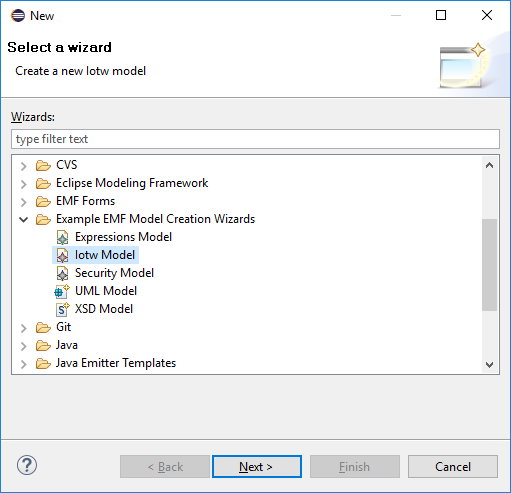 New
Select a wizard
Create a new Iotw model
Wizards:
type filter text
CVS
Eclipse Modeling Framework
EMF Forms
Example EMF Model Creation Wizards
Expressions Model
Iotw Model
Security Model
UML Model
XSD Model
Git
Java
Java Emitter Templates
? < Back Next > Finish Cancel